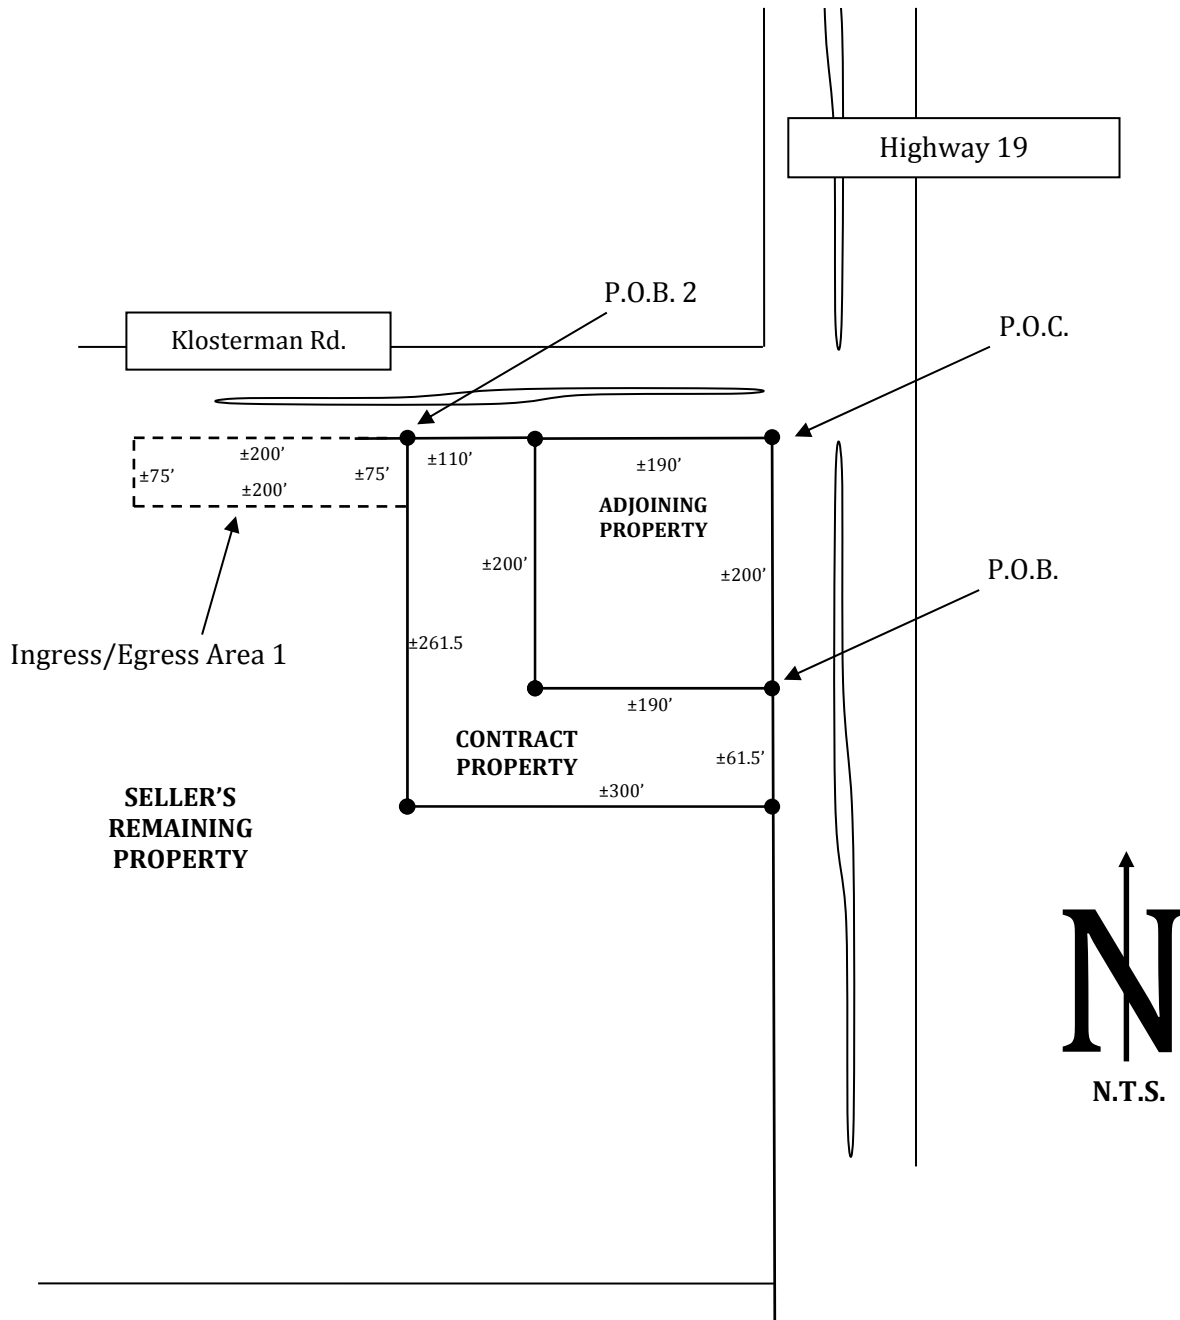 Highway 19
P.O.B. 2
P.O.C.
Klosterman Rd.
±200’
±75’
±75’
±200’
±110’
±190’
ADJOINING
PROPERTY
±200’
±200’
P.O.B.
Ingress/Egress Area 1
±261.5
±190’
CONTRACT
PROPERTY
±61.5’
±300’
SELLER’S
REMAINING
PROPERTY
N
N.T.S.